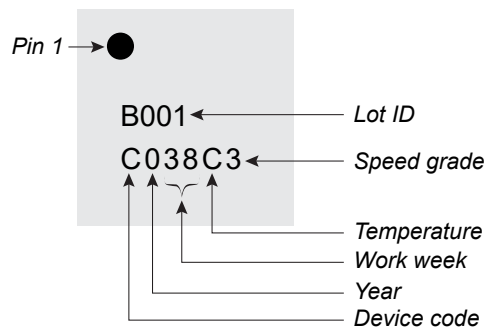 Pin 1
B001
Lot ID
C038C3
Speed grade
Temperature
Work week
Year
Device code